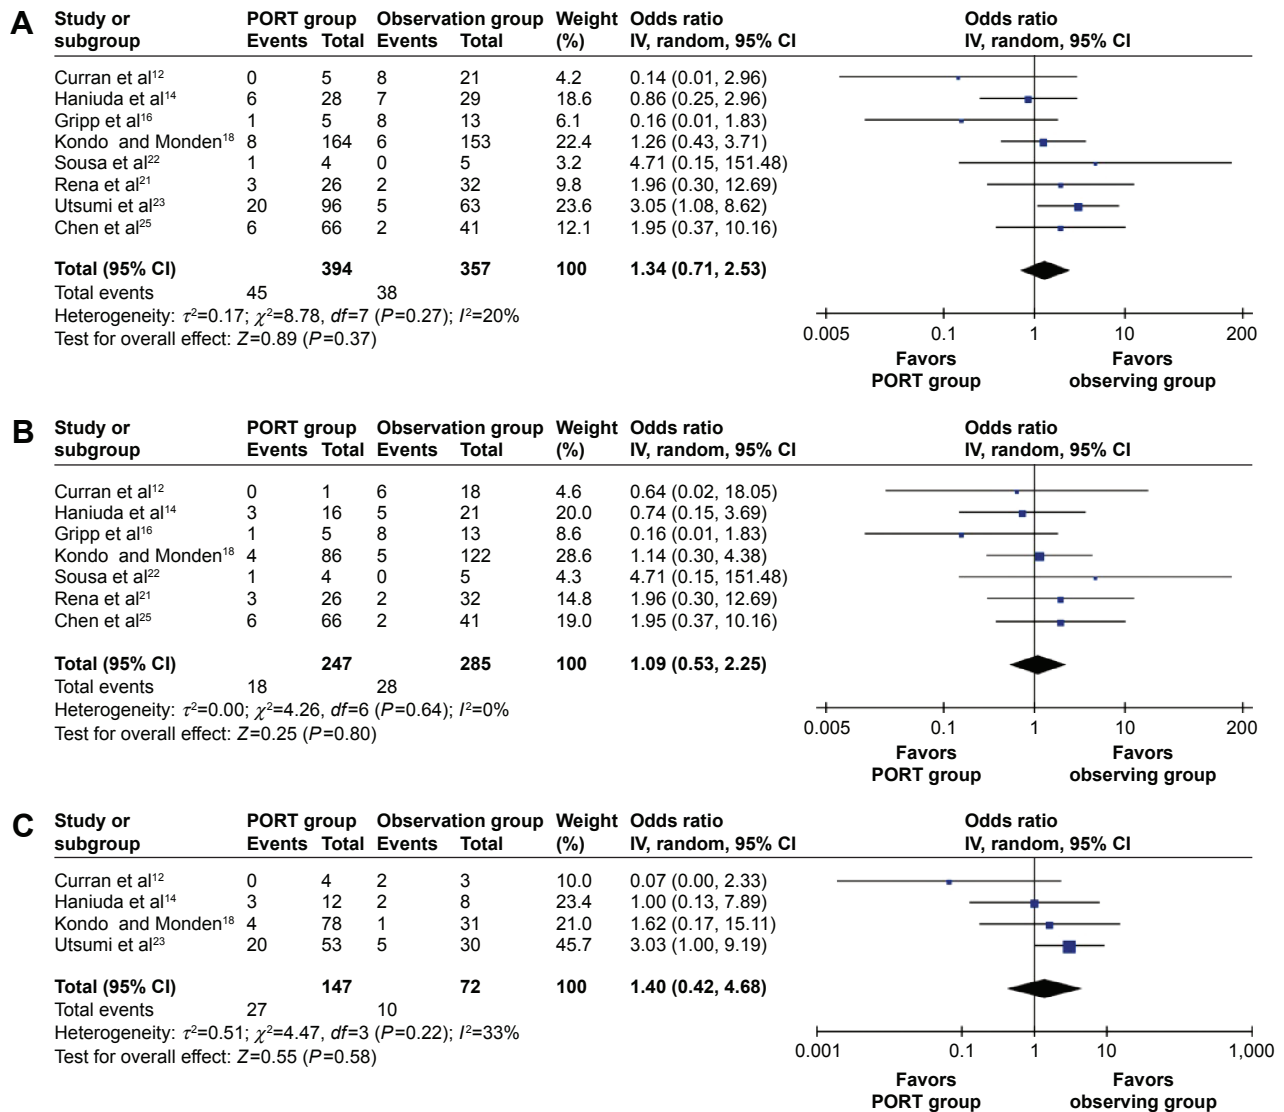 A
Study or subgroup PORT group Events Total Observation group Events Total Weight (%) Odds ratio IV, random, 95% CI Odds ratio IV, random, 95% CI
Curran et al12 0 5 8 21 4.2 0.14 (0.01, 2.96)
Haniuda et al14 6 28 7 29 18.6 0.86 (0.25, 2.96)
Gripp et al16 1 5 8 13 6.1 0.16 (0.01, 1.83)
Kondo and Monden18 8 164 6 153 22.4 1.26 (0.43, 3.71)
Sousa et al22 1 4 0 5 3.2 4.71 (0.15, 151.48)
Rena et al21 3 26 2 32 9.8 1.96 (0.30, 12.69)
Utsumi et al23 20 96 5 63 23.6 3.05 (1.08, 8.62)
Chen et al25 6 66 2 41 12.1 1.95 (0.37, 10.16)
Total (95% CI) 394 357 100 1.34 (0.71, 2.53)
Total events 45 38
Heterogeneity: τ²=0.17; χ²=8.78, df=7 (P=0.27); I²=20%
Test for overall effect: Z=0.89 (P=0.37)
0.005 0.1 1 10 200
Favors PORT group Favors observing group
B
Study or subgroup PORT group Events Total Observation group Events Total Weight (%) Odds ratio IV, random, 95% CI Odds ratio IV, random, 95% CI
Curran et al12 0 1 6 18 4.6 0.64 (0.02, 18.05)
Haniuda et al14 3 16 5 21 20.0 0.74 (0.15, 3.69)
Gripp et al16 1 5 8 13 8.6 0.16 (0.01, 1.83)
Kondo and Monden18 4 86 5 122 28.6 1.14 (0.30, 4.38)
Sousa et al22 1 4 0 5 4.3 4.71 (0.15, 151.48)
Rena et al21 3 26 2 32 14.8 1.96 (0.30, 12.69)
Chen et al25 6 66 2 41 19.0 1.95 (0.37, 10.16)
Total (95% CI) 247 285 100 1.09 (0.53, 2.25)
Total events 18 28
Heterogeneity: τ²=0.00; χ²=4.26, df=6 (P=0.64); I²=0%
Test for overall effect: Z=0.25 (P=0.80)
0.005 0.1 1 10 200
Favors PORT group Favors observing group
C
Study or subgroup PORT group Events Total Observation group Events Total Weight (%) Odds ratio IV, random, 95% CI Odds ratio IV, random, 95% CI
Curran et al12 0 4 2 3 10.0 0.07 (0.00, 2.33)
Haniuda et al14 3 12 2 8 23.4 1.00 (0.13, 7.89)
Kondo and Monden18 4 78 1 31 21.0 1.62 (0.17, 15.11)
Utsumi et al23 20 53 5 30 45.7 3.03 (1.00, 9.19)
Total (95% CI) 147 72 100 1.40 (0.42, 4.68)
Total events 27 10
Heterogeneity: τ²=0.51; χ²=4.47, df=3 (P=0.22); I²=33%
Test for overall effect: Z=0.55 (P=0.58)
0.001 0.1 1 10 1,000
Favors PORT group Favors observing group